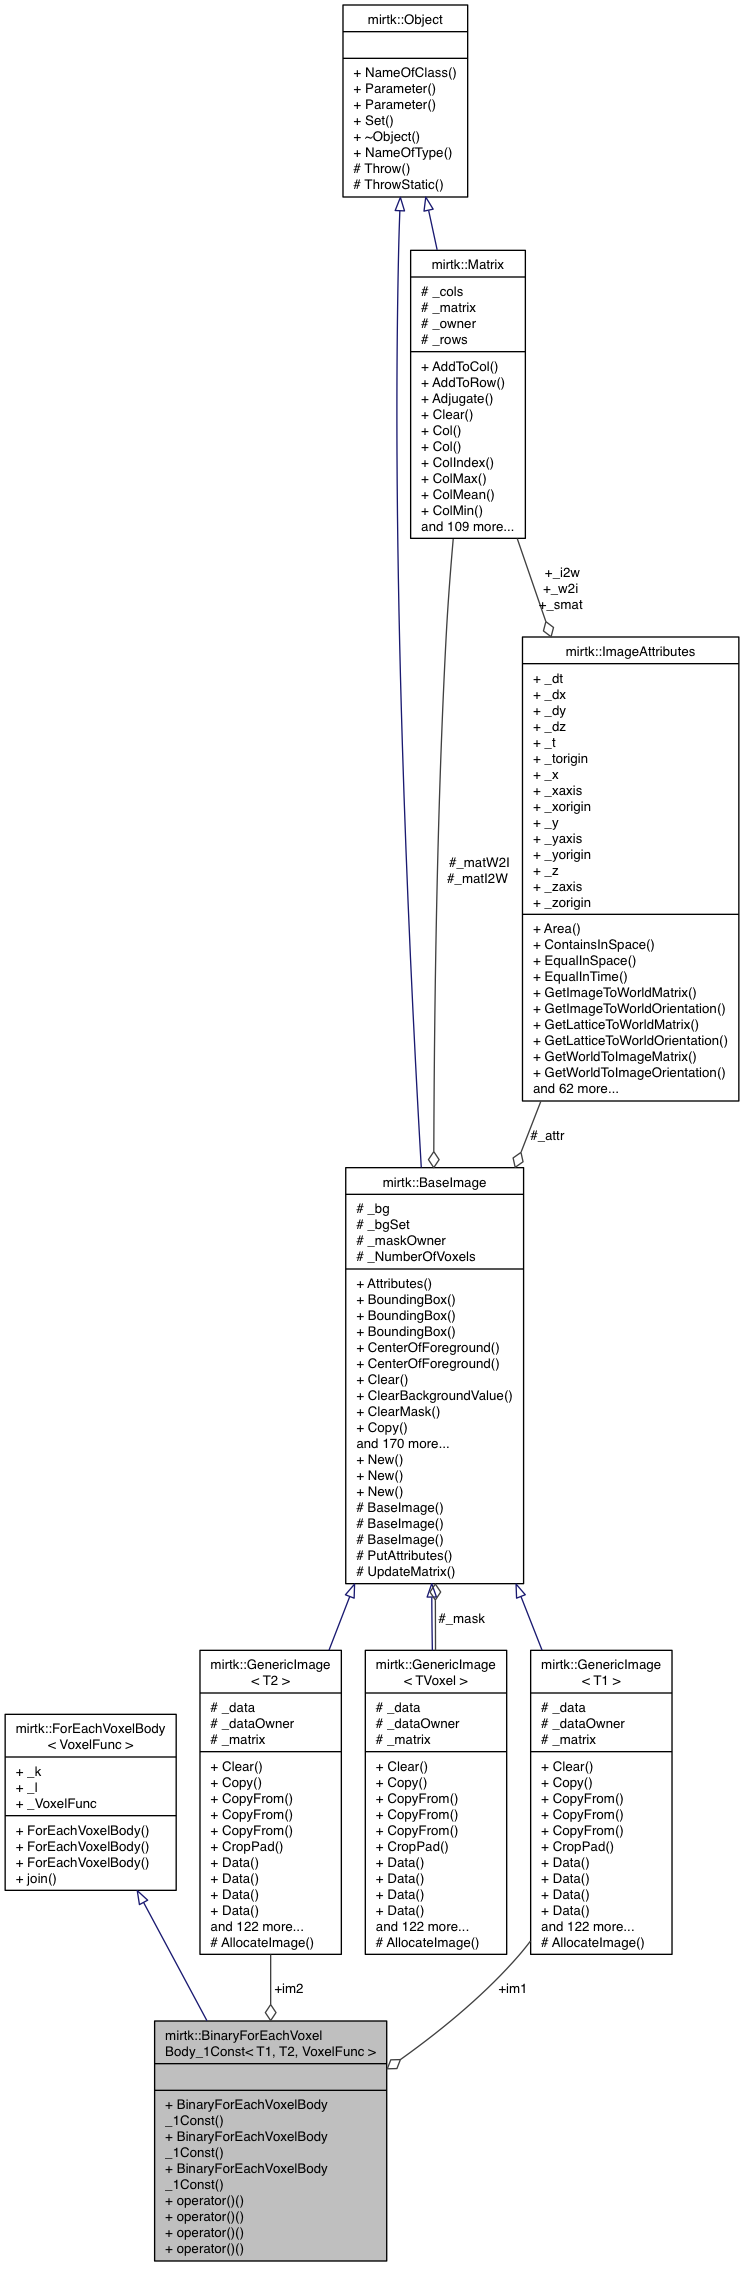 mirtk::Object
+ NameOfClass()
+ Parameter()
+ Parameter()
+ Set()
+ ~Object()
+ NameOfType()
# Throw()
# ThrowStatic()
mirtk::Matrix
# _cols
# _matrix
# _owner
# _rows
+ AddToCol()
+ AddToRow()
+ Adjugate()
+ Clear()
+ Col()
+ Col()
+ ColIndex()
+ ColMax()
+ ColMean()
+ ColMin()
and 109 more...
+_i2w
+_w2i
+_smat
mirtk::ImageAttributes
+ _dt
+ _dx
+ _dy
+ _dz
+ _t
+ _torigin
+ _x
+ _xaxis
+ _xorigin
+ _y
+ _yaxis
+ _yorigin
+ _z
+ _zaxis
+ _zorigin
+ Area()
+ ContainsInSpace()
+ EqualInSpace()
+ EqualInTime()
+ GetImageToWorldMatrix()
+ GetImageToWorldOrientation()
+ GetLatticeToWorldMatrix()
+ GetLatticeToWorldOrientation()
+ GetWorldToImageMatrix()
+ GetWorldToImageOrientation()
and 62 more...
#_matW2I
#_matI2W
#_attr
mirtk::BaseImage
# _bg
# _bgSet
# _maskOwner
# _NumberOfVoxels
+ Attributes()
+ BoundingBox()
+ BoundingBox()
+ BoundingBox()
+ CenterOfForeground()
+ CenterOfForeground()
+ Clear()
+ ClearBackgroundValue()
+ ClearMask()
+ Copy()
and 170 more...
+ New()
+ New()
+ New()
# BaseImage()
# BaseImage()
# BaseImage()
# PutAttributes()
# UpdateMatrix()
#_mask
mirtk::GenericImage
< T2 >
# _data
# _dataOwner
# _matrix
+ Clear()
+ Copy()
+ CopyFrom()
+ CopyFrom()
+ CopyFrom()
+ CropPad()
+ Data()
+ Data()
+ Data()
+ Data()
and 122 more...
# AllocateImage()
mirtk::GenericImage
< TVoxel >
# _data
# _dataOwner
# _matrix
+ Clear()
+ Copy()
+ CopyFrom()
+ CopyFrom()
+ CopyFrom()
+ CropPad()
+ Data()
+ Data()
+ Data()
+ Data()
and 122 more...
# AllocateImage()
mirtk::GenericImage
< T1 >
# _data
# _dataOwner
# _matrix
+ Clear()
+ Copy()
+ CopyFrom()
+ CopyFrom()
+ CopyFrom()
+ CropPad()
+ Data()
+ Data()
+ Data()
+ Data()
and 122 more...
# AllocateImage()
mirtk::ForEachVoxelBody
< VoxelFunc >
+ _k
+ _l
+ _VoxelFunc
+ ForEachVoxelBody()
+ ForEachVoxelBody()
+ ForEachVoxelBody()
+ join()
+im2
+im1
mirtk::BinaryForEachVoxel
Body_1Const< T1, T2, VoxelFunc >
+ BinaryForEachVoxelBody
_1Const()
+ BinaryForEachVoxelBody
_1Const()
+ BinaryForEachVoxelBody
_1Const()
+ operator()()
+ operator()()
+ operator()()
+ operator()()